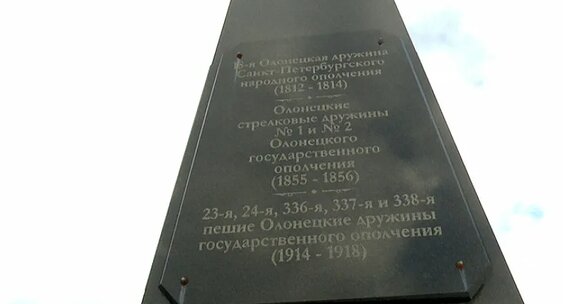 13-я Олонецкая дружина
Санкт-Петербургского
народного ополчения
(1812 - 1814)
Олонецкие
стрелковые дружины
№ 1 и № 2
Олонецкого
государственного
ополчения
(1855 - 1856)
23-я, 24-я, 336-я, 337-я и 338-я
пешие Олонецкие дружины
государственного ополчения
(1914 - 1918)